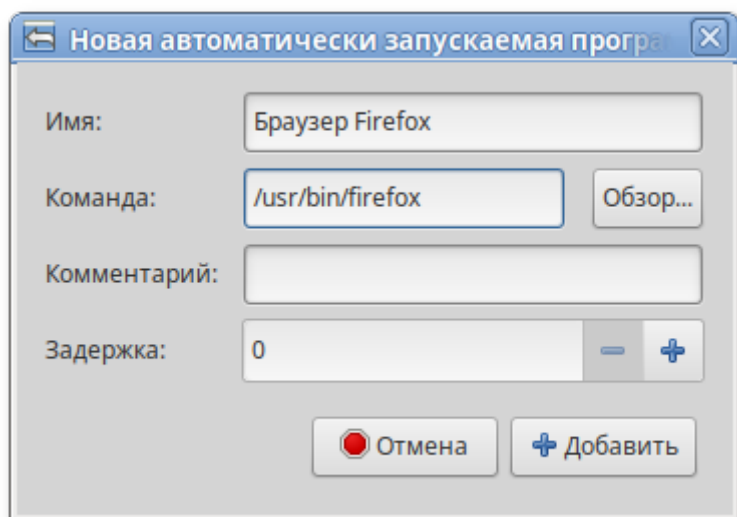 Новая автоматически запускаемая програ
Имя: Браузер Firefox
Команда: /usr/bin/firefox Обзор...
Комментарий:
Задержка: 0
Отмена Добавить